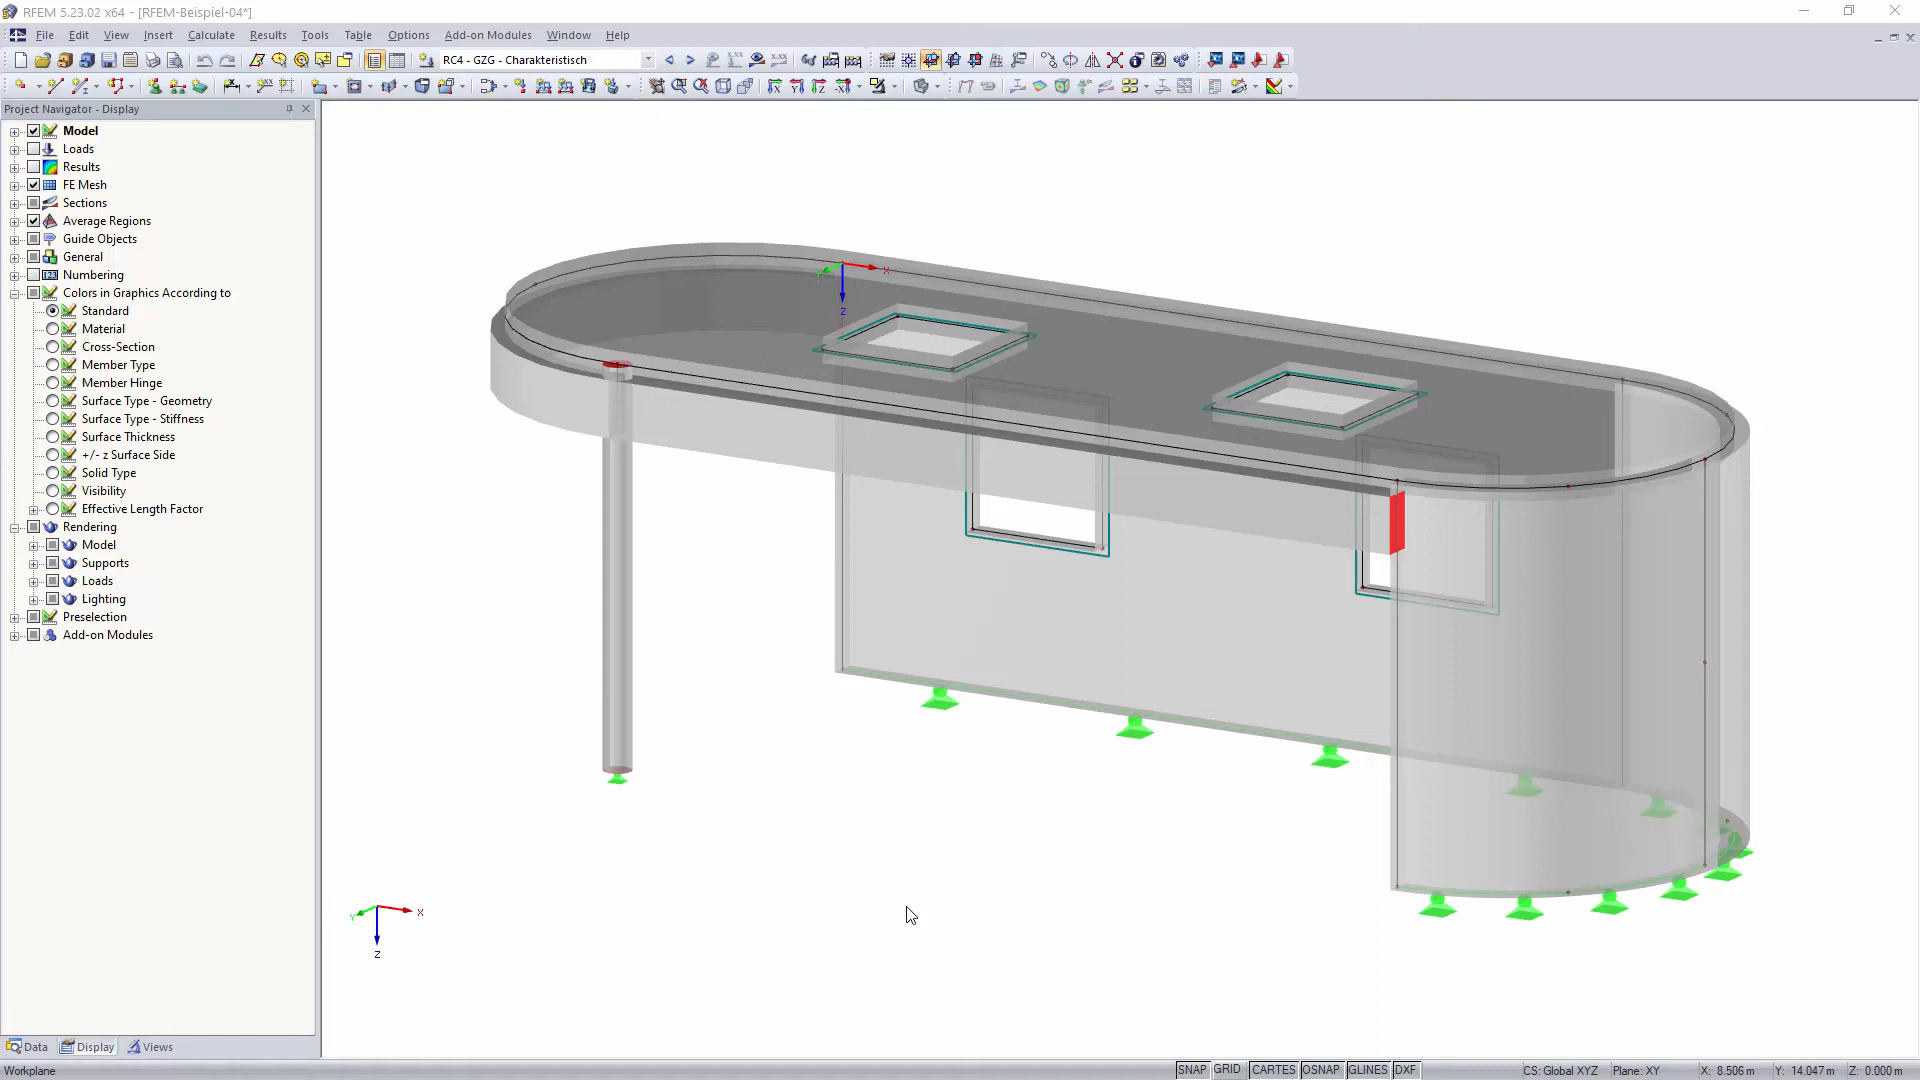 RFEM 5.23.02 x64 - [RFEM-Beispiel-04*]
File Edit View Insert Calculate Results Tools Table Options Add-on Modules Window Help
RC4 - GZG - Charakteristisch
Project Navigator - Display
Model
Loads
Results
FE Mesh
Sections
Average Regions
Guide Objects
General
Numbering
Colors in Graphics According to
Standard
Material
Cross-Section
Member Type
Member Hinge
Surface Type - Geometry
Surface Type - Stiffness
Surface Thickness
+/- z Surface Side
Solid Type
Visibility
Effective Length Factor
Rendering
Model
Supports
Loads
Lighting
Preselection
Add-on Modules
Y X
Z
Y X
Z
Data Display Views
Workplane SNAP GRID CARTES OSNAP GLINES DXF CS: Global XYZ Plane: XY X: 8.506 m Y: 14.047 m Z: 0.000 m